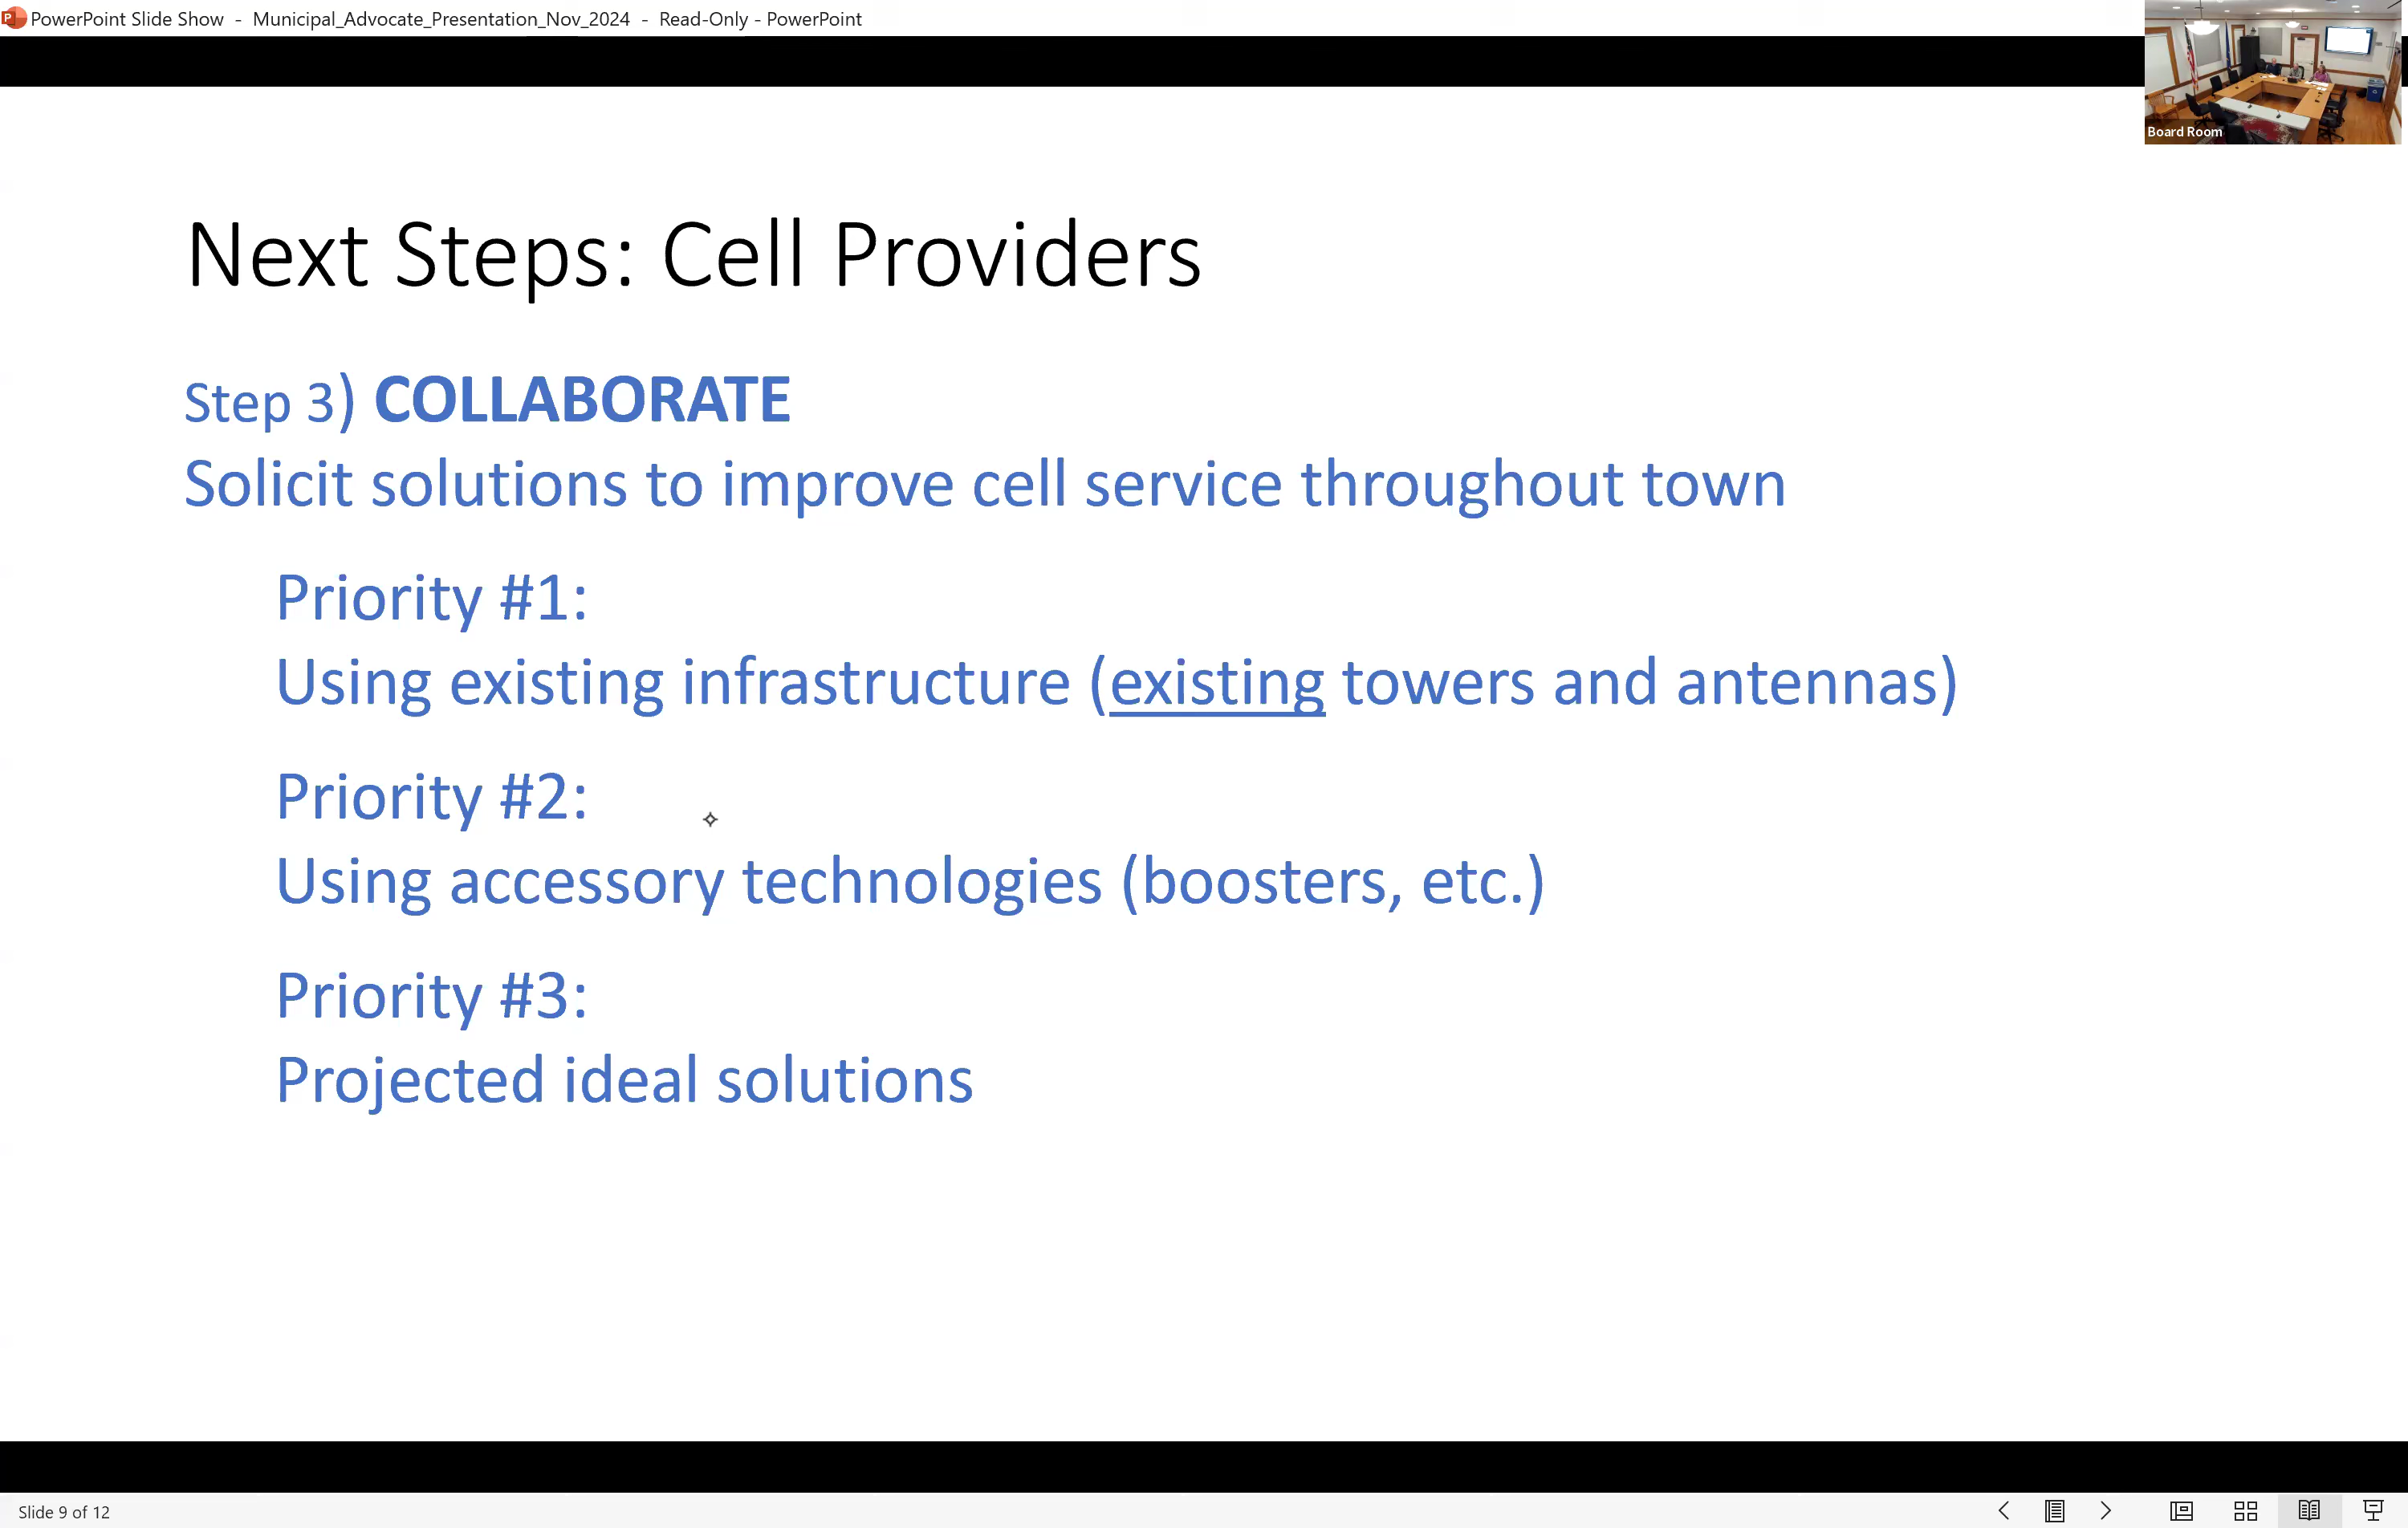 PowerPoint Slide Show - Municipal_Advocate_Presentation_Nov_2024 - Read-Only - PowerPoint
Board Room
Next Steps: Cell Providers
Step 3) COLLABORATE
Solicit solutions to improve cell service throughout town
Priority #1:
Using existing infrastructure (existing towers and antennas)
Priority #2:
Using accessory technologies (boosters, etc.)
Priority #3:
Projected ideal solutions
Slide 9 of 12